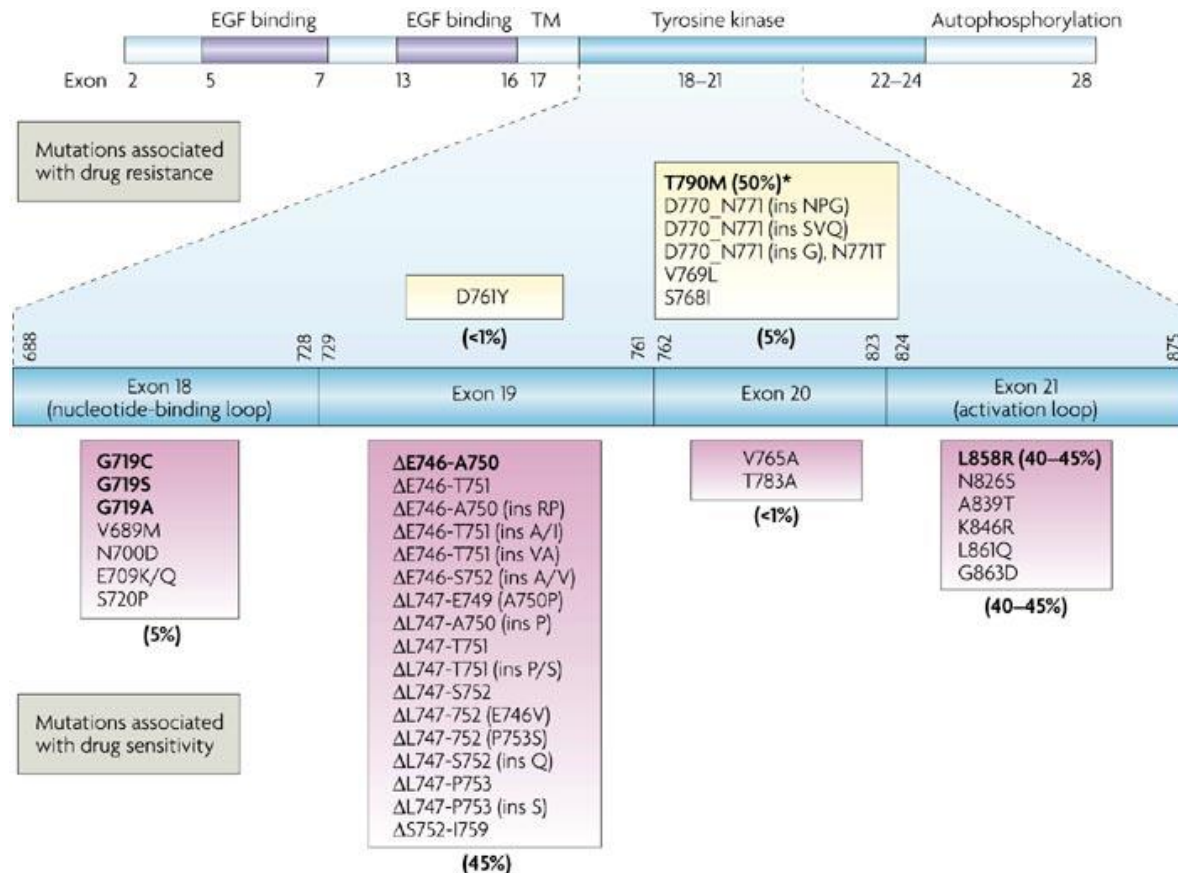 EGF binding EGF binding TM Tyrosine kinase Autophosphorylation
Exon 2 5 7 13 16 17 18–21 22–24 28
Mutations associated
with drug resistance
T790M (50%)*
D770_N771 (ins NPG)
D770_N771 (ins SVQ)
D770_N771 (ins G), N771T
V769L
S768I
(5%)
D761Y
(<1%)
688 728 729 761 762 823 824 875
Exon 18
(nucleotide-binding loop)
Exon 19
Exon 20
Exon 21
(activation loop)
G719C
G719S
G719A
V689M
N700D
E709K/Q
S720P
(5%)
ΔE746-A750
ΔE746-T751
ΔE746-A750 (ins RP)
ΔE746-T751 (ins A/I)
ΔE746-T751 (ins VA)
ΔE746-S752 (ins A/V)
ΔL747-E749 (A750P)
ΔL747-A750 (ins P)
ΔL747-T751
ΔL747-T751 (ins P/S)
ΔL747-S752
ΔL747-752 (E746V)
ΔL747-752 (P753S)
ΔL747-S752 (ins Q)
ΔL747-P753
ΔL747-P753 (ins S)
ΔS752-I759
(45%)
V765A
T783A
(<1%)
L858R (40–45%)
N826S
A839T
K846R
L861Q
G863D
(40–45%)
Mutations associated
with drug sensitivity